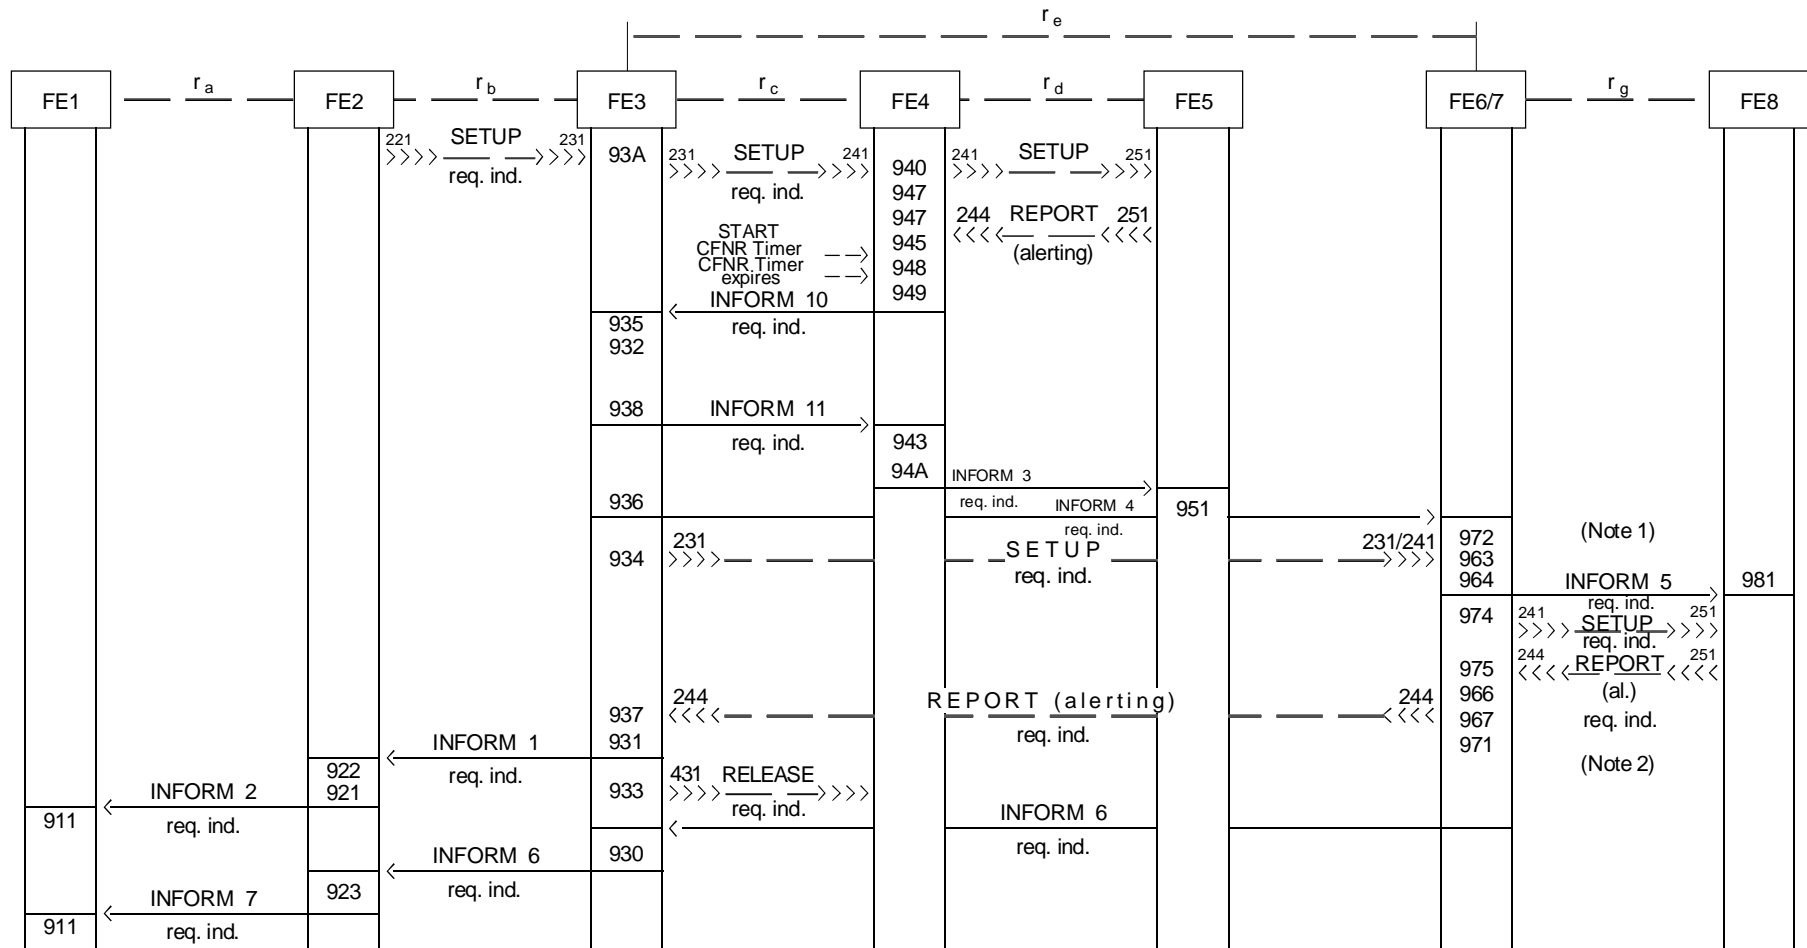 r e
FE1 r a FE2 r b FE3 r c FE4 r d FE5 FE6/7 r g FE8
221 SETUP 231 93A 231 SETUP 241 940 241 SETUP 251
req. ind. req. ind. 947
947 244 REPORT 251
START 945 (alerting)
CFNR Timer
CFNR Timer 948
expires
INFORM 10 949
935 req. ind.
932
938 INFORM 11
req. ind. 943
94A INFORM 3
936 req. ind. INFORM 4 951
req. ind. 972 (Note 1)
934 231 SETUP 231/241 963
req. ind. 964 INFORM 5 981
req. ind.
974 241 SETUP 251
req. ind.
975 244 REPORT 251
937 244 REPORT (alerting) 244 966 (al.)
req. ind. 967 req. ind.
INFORM 1 931 971
922 req. ind. 431 RELEASE (Note 2)
INFORM 2 921 933 req. ind. INFORM 6
911 req. ind. req. ind.
INFORM 6 930
INFORM 7 923 req. ind.
911 req. ind.